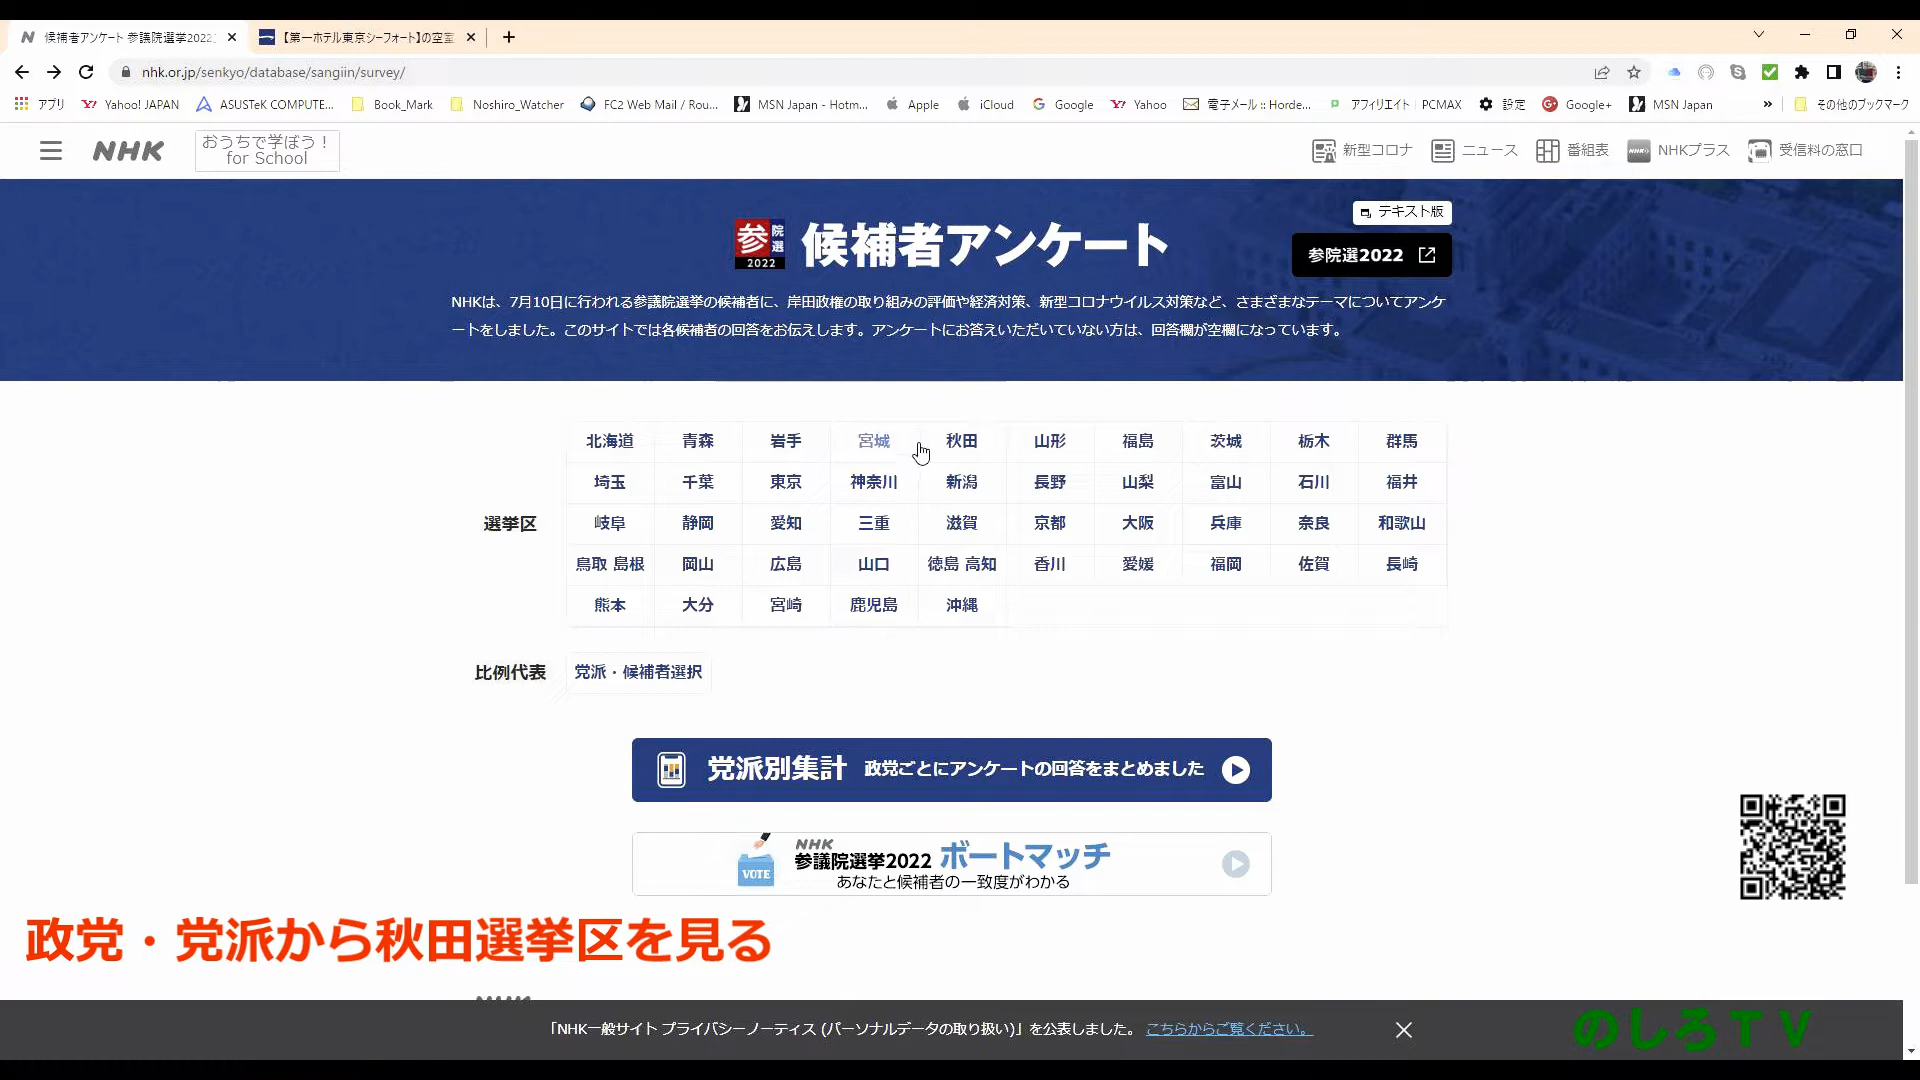 候補者アンケート 参議院選挙2022
【第一ホテル東京シーフォート】の空室
nhk.or.jp/senkyo/database/sangiin/survey/
アプリ Yahoo! JAPAN ASUSTeK COMPUTE... Book_Mark Noshiro_Watcher FC2 Web Mail / Rou... MSN Japan - Hotm... Apple iCloud Google Yahoo 電子メール :: Horde... アフィリエイト｜PCMAX 設定 Google+ MSN Japan » その他のブックマーク
NHK
おうちで学ぼう！
for School
新型コロナ ニュース 番組表 NHKプラス 受信料の窓口
テキスト版
参院選 2022
候補者アンケート
参院選2022
NHKは、7月10日に行われる参議院選挙の候補者に、岸田政権の取り組みの評価や経済対策、新型コロナウイルス対策など、さまざまなテーマについてアンケ
ートをしました。このサイトでは各候補者の回答をお伝えします。アンケートにお答えいただいていない方は、回答欄が空欄になっています。
選挙区
北海道 青森 岩手 宮城 秋田 山形 福島 茨城 栃木 群馬
埼玉 千葉 東京 神奈川 新潟 長野 山梨 富山 石川 福井
岐阜 静岡 愛知 三重 滋賀 京都 大阪 兵庫 奈良 和歌山
鳥取 島根 岡山 広島 山口 徳島 高知 香川 愛媛 福岡 佐賀 長崎
熊本 大分 宮崎 鹿児島 沖縄
比例代表 党派・候補者選択
党派別集計 政党ごとにアンケートの回答をまとめました
VOTE
NHK
参議院選挙2022 ボートマッチ
あなたと候補者の一致度がわかる
政党・党派から秋田選挙区を見る
「NHK一般サイト プライバシーノーティス (パーソナルデータの取り扱い)」を公表しました。 こちらからご覧ください。
のしろＴＶ